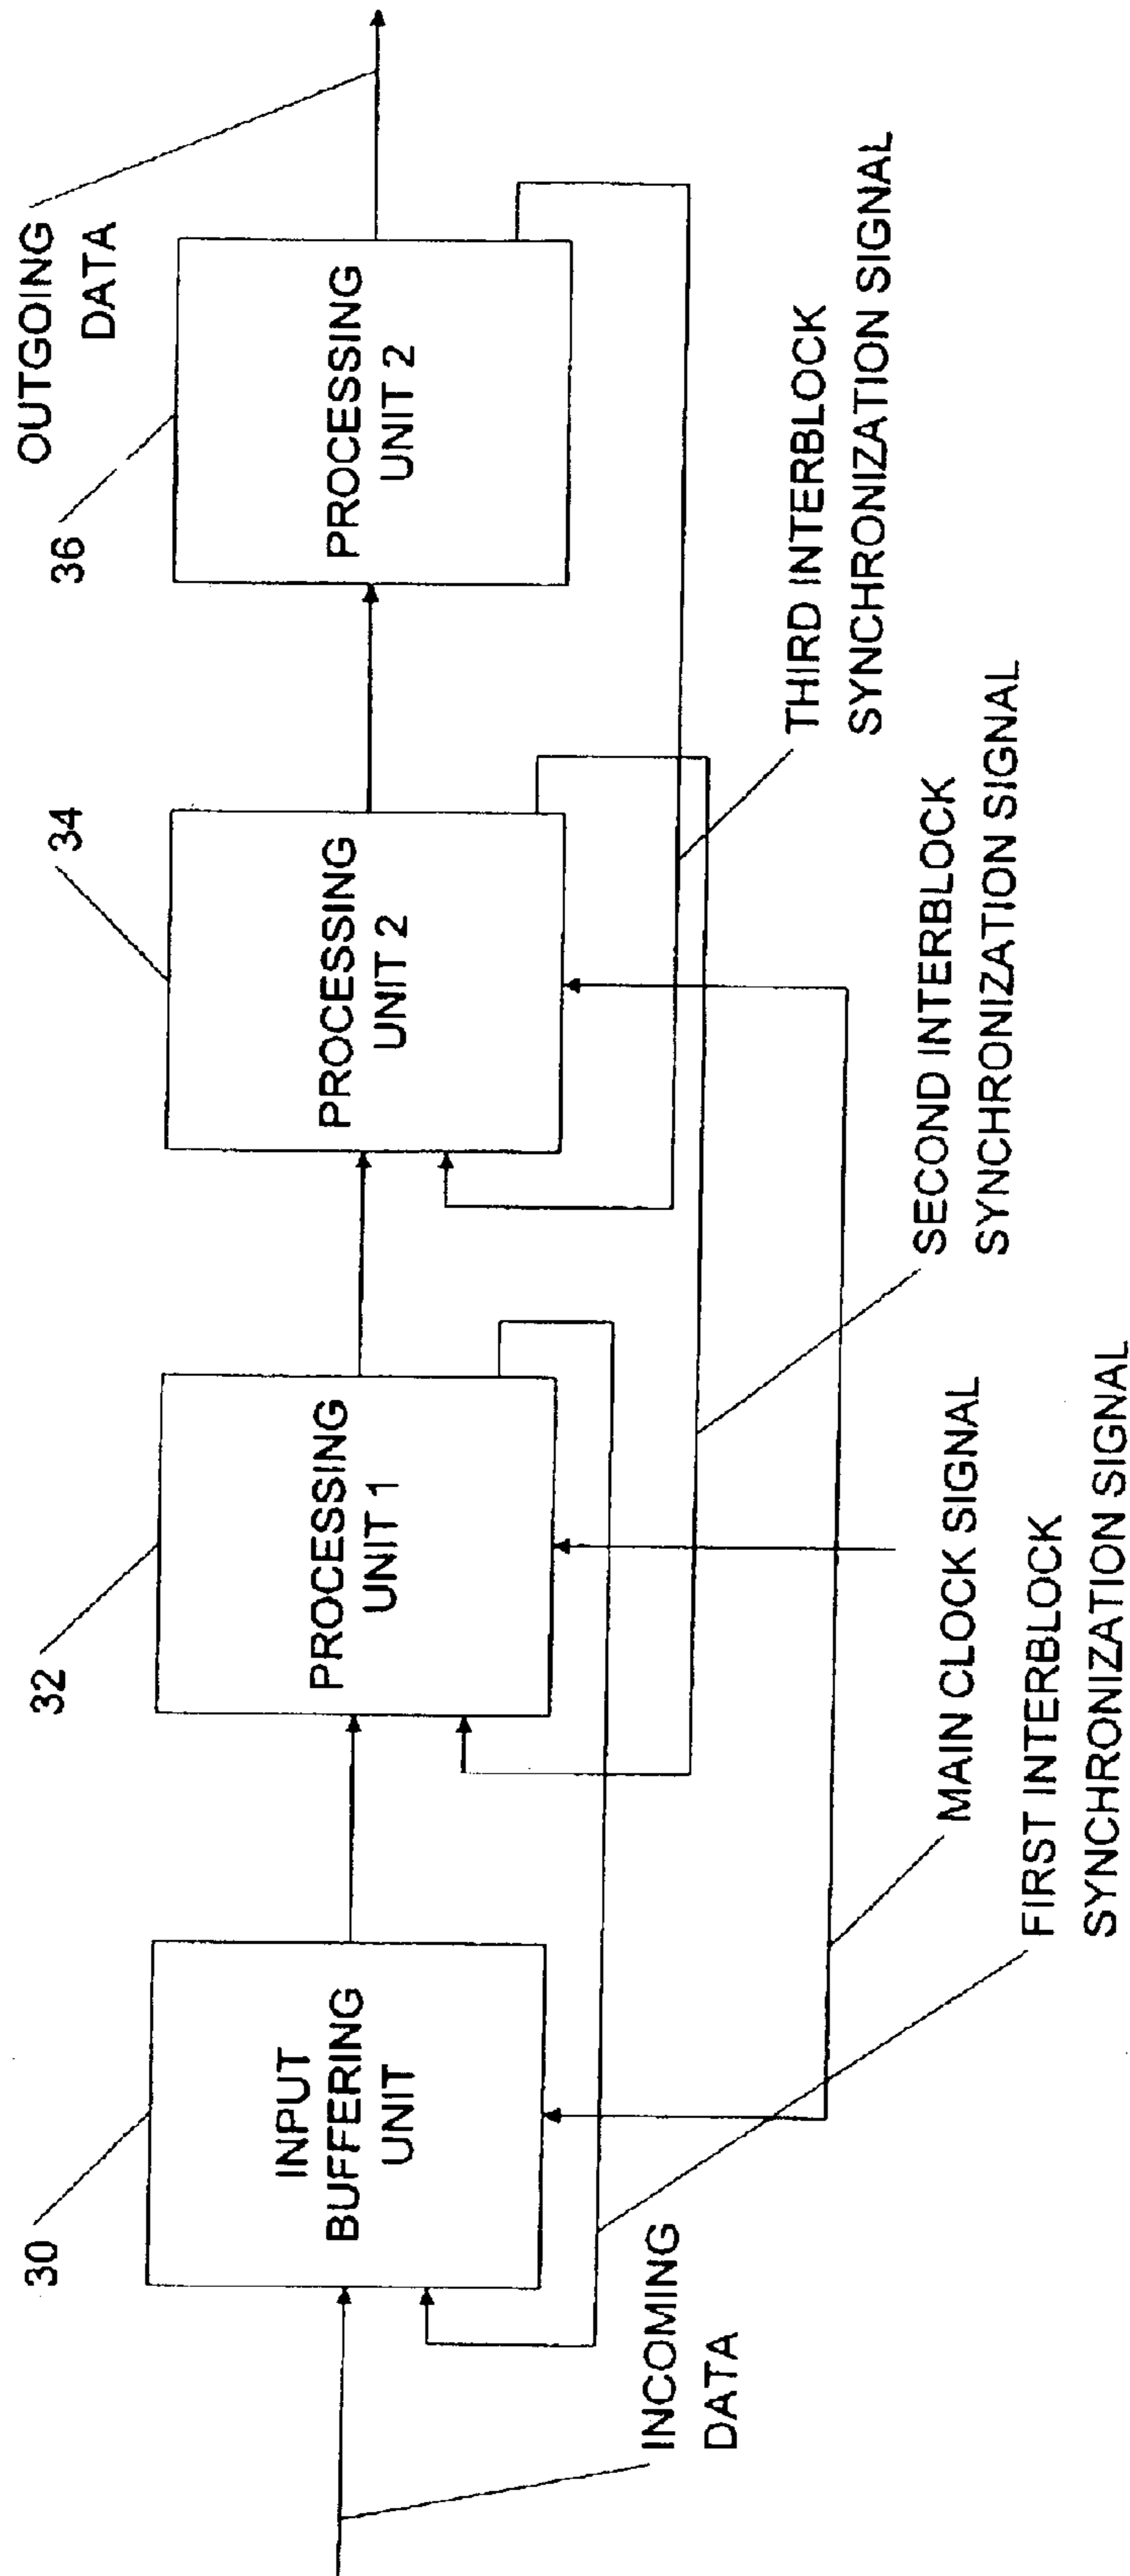 OUTGOING
DATA
36
PROCESSING
UNIT 2
34
PROCESSING
UNIT 2
32
PROCESSING
UNIT 1
30
INPUT
BUFFERING
UNIT
INCOMING
DATA
THIRD INTERBLOCK
SYNCHRONIZATION SIGNAL
SECOND INTERBLOCK
SYNCHRONIZATION SIGNAL
MAIN CLOCK SIGNAL
FIRST INTERBLOCK
SYNCHRONIZATION SIGNAL